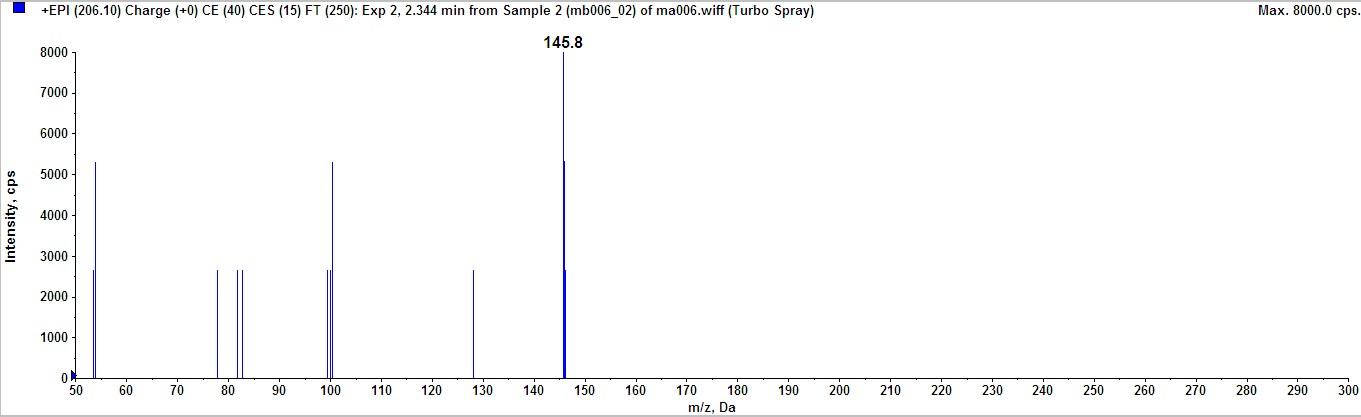 +EPI (206.10) Charge (+0) CE (40) CES (15) FT (250): Exp 2, 2.344 min from Sample 2 (mb006_02) of ma006.wiff (Turbo Spray)
Max. 8000.0 cps.
145.8
8000
7000
6000
5000
4000
3000
2000
1000
0
Intensity, cps
50 60 70 80 90 100 110 120 130 140 150 160 170 180 190 200 210 220 230 240 250 260 270 280 290 300
m/z, Da